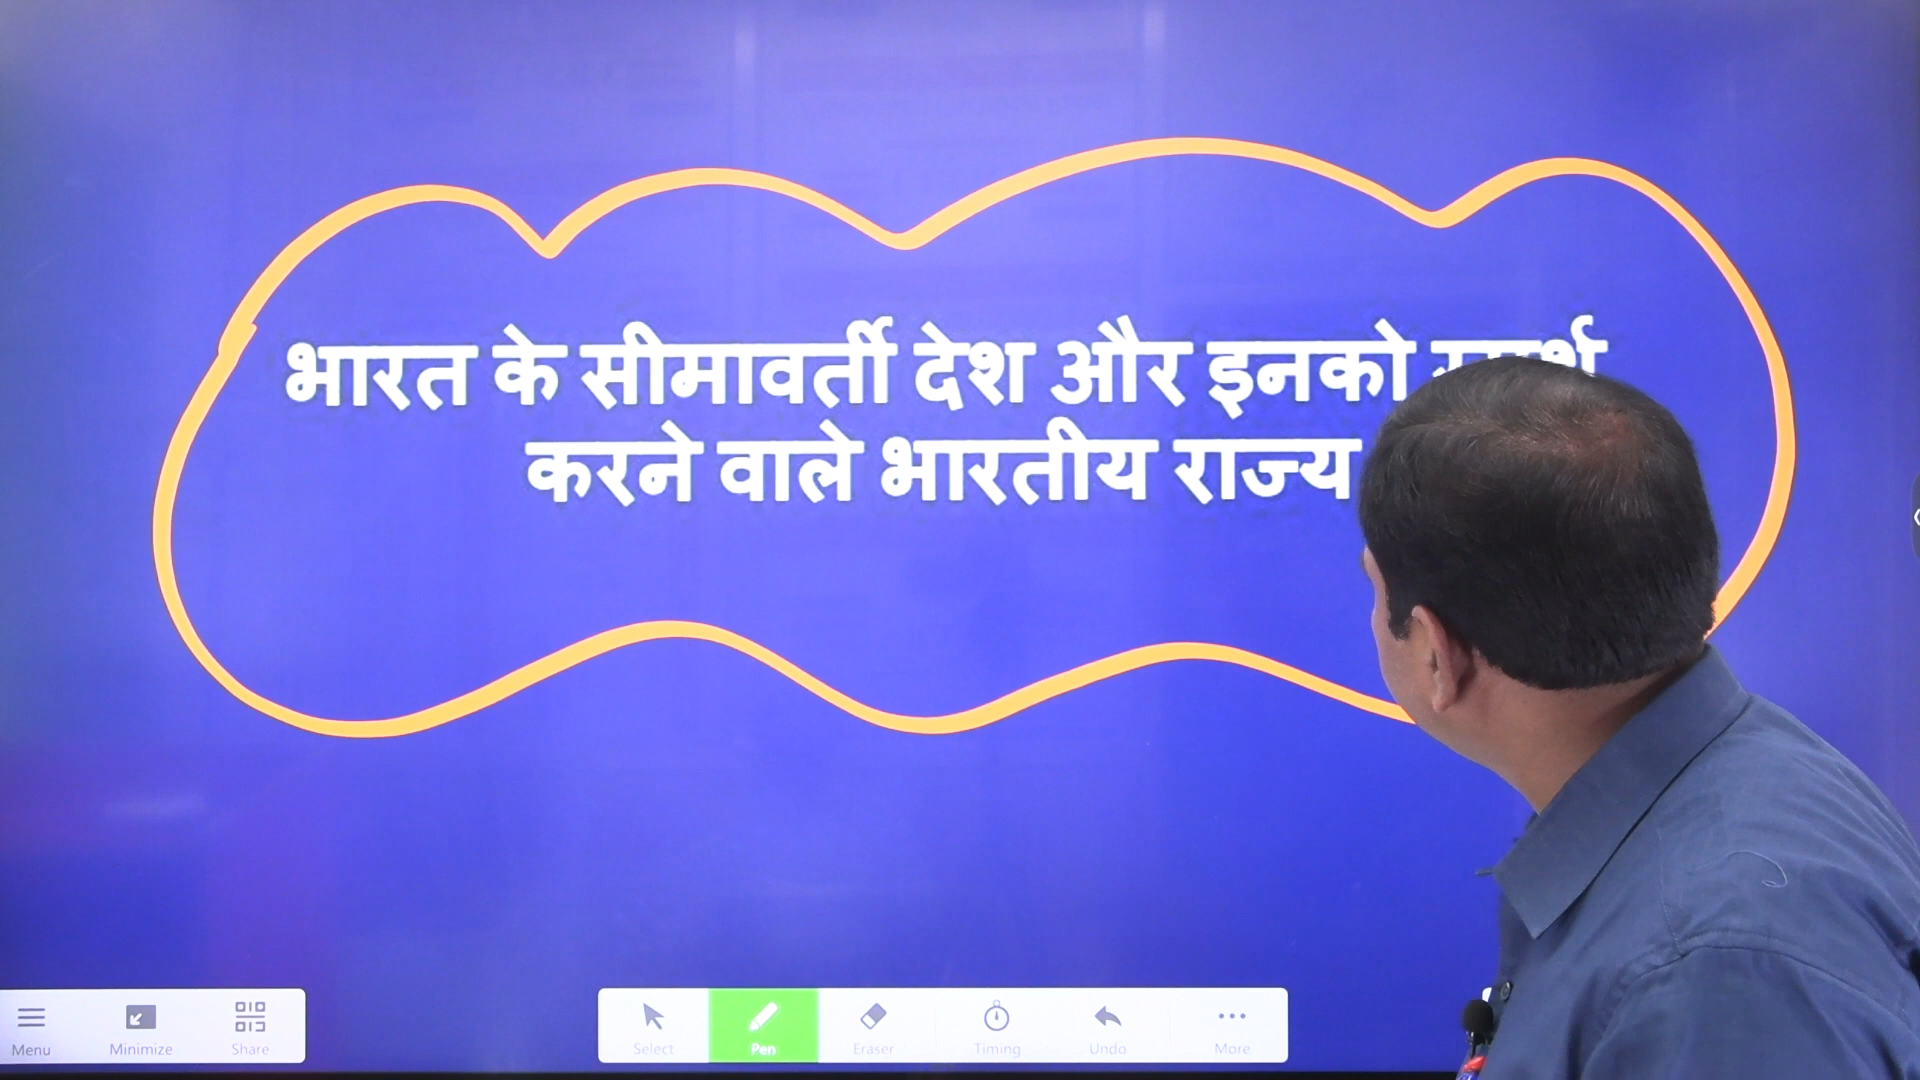 भारत के सीमावर्ती देश और इनको
करने वाले भारतीय राज्य
Menu
Minimize
Share
Select
Pen
Eraser
Timing
Undo
More